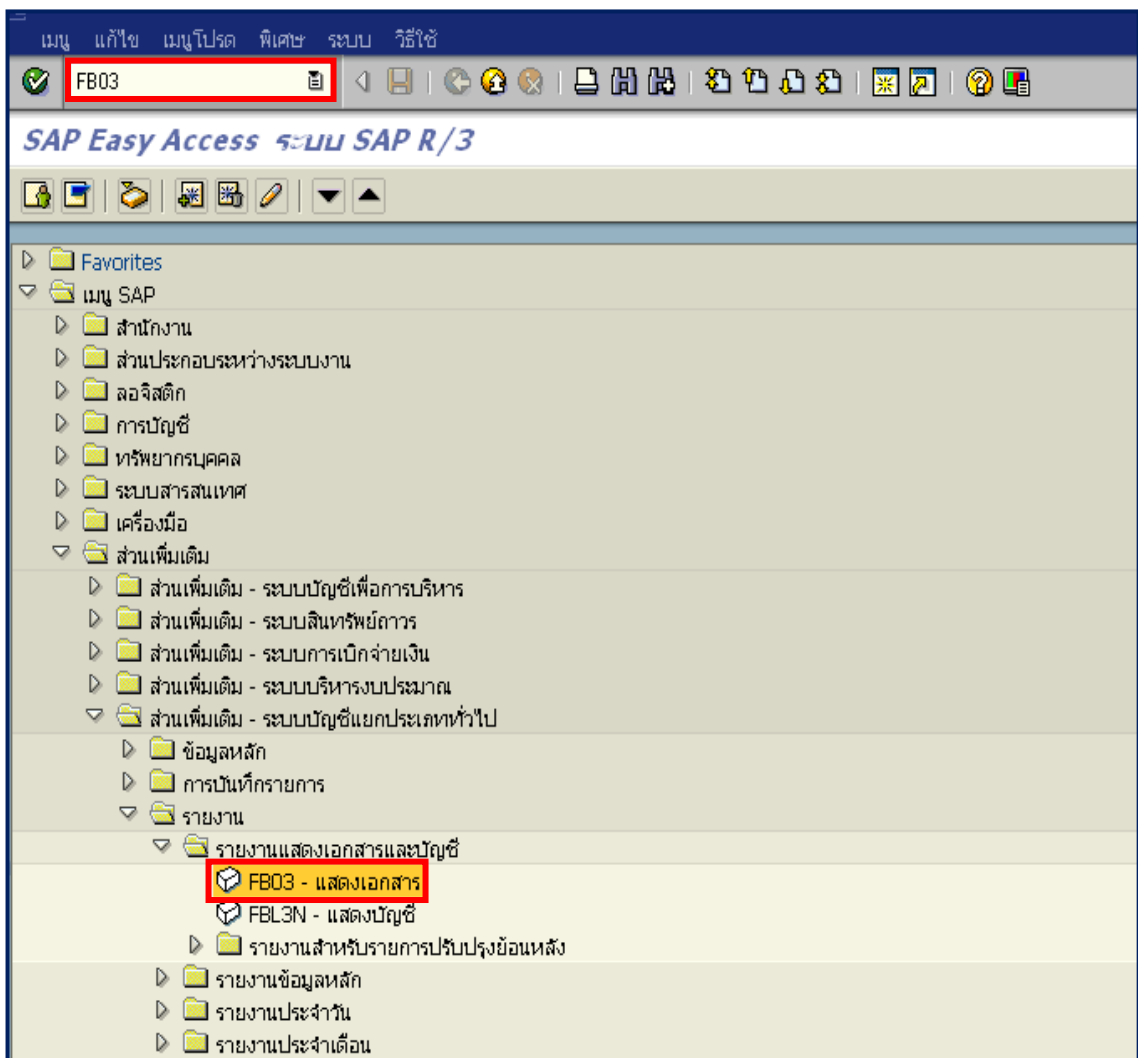 เมนู แก้ไข เมนูโปรด พิเศษ ระบบ วิธีใช้
FB03
SAP Easy Access ระบบ SAP R/3
Favorites
เมนู SAP
สำนักงาน
ส่วนประกอบระหว่างระบบงาน
ลอจิสติก
การบัญชี
ทรัพยากรบุคคล
ระบบสารสนเทศ
เครื่องมือ
ส่วนเพิ่มเติม
ส่วนเพิ่มเติม - ระบบบัญชีเพื่อการบริหาร
ส่วนเพิ่มเติม - ระบบสินทรัพย์ถาวร
ส่วนเพิ่มเติม - ระบบการเบิกจ่ายเงิน
ส่วนเพิ่มเติม - ระบบบริหารงบประมาณ
ส่วนเพิ่มเติม - ระบบบัญชีแยกประเภททั่วไป
ข้อมูลหลัก
การบันทึกรายการ
รายงาน
รายงานแสดงเอกสารและบัญชี
FB03 - แสดงเอกสาร
FBL3N - แสดงบัญชี
รายงานสำหรับรายการปรับปรุงย้อนหลัง
รายงานข้อมูลหลัก
รายงานประจำวัน
รายงานประจำเดือน